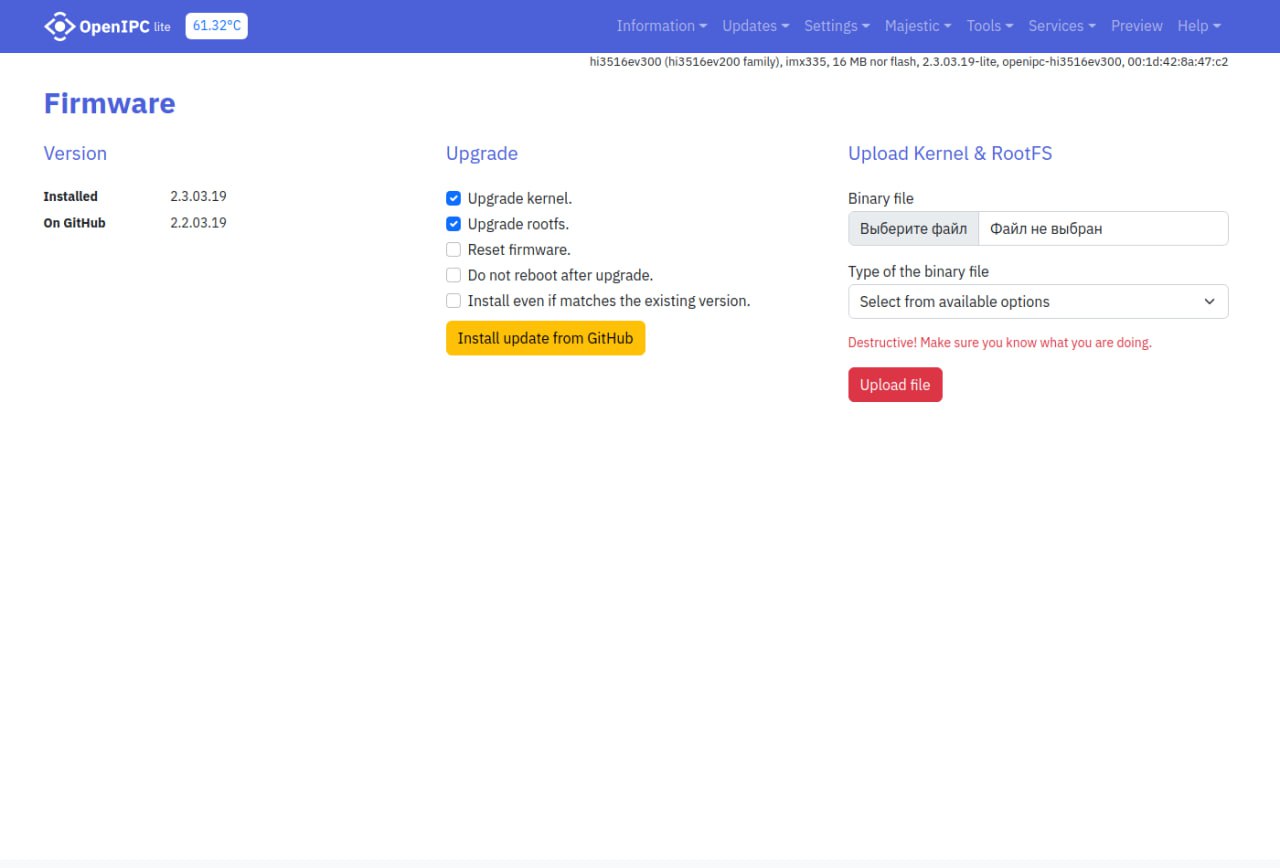 OpenIPC lite 61.32°C Information Updates Settings Majestic Tools Services Preview Help
hi3516ev300 (hi3516ev200 family), imx335, 16 MB nor flash, 2.3.03.19-lite, openipc-hi3516ev300, 00:1d:42:8a:47:c2
Firmware
Version
Installed 2.3.03.19
On GitHub 2.2.03.19
Upgrade
Upgrade kernel.
Upgrade rootfs.
Reset firmware.
Do not reboot after upgrade.
Install even if matches the existing version.
Install update from GitHub
Upload Kernel & RootFS
Binary file
Выберите файл Файл не выбран
Type of the binary file
Select from available options
Destructive! Make sure you know what you are doing.
Upload file